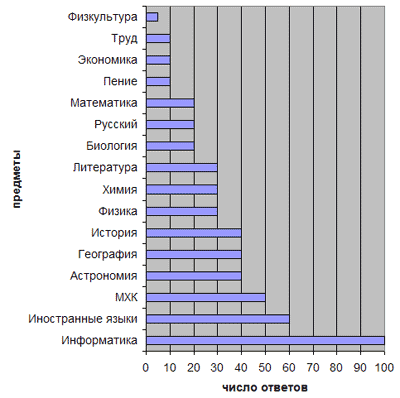 Физкультура
Труд
Экономика
Пение
Математика
Русский
Биология
Литература
Химия
Физика
История
География
Астрономия
МХК
Иностранные языки
Информатика
предметы
0 10 20 30 40 50 60 70 80 90 100
число ответов